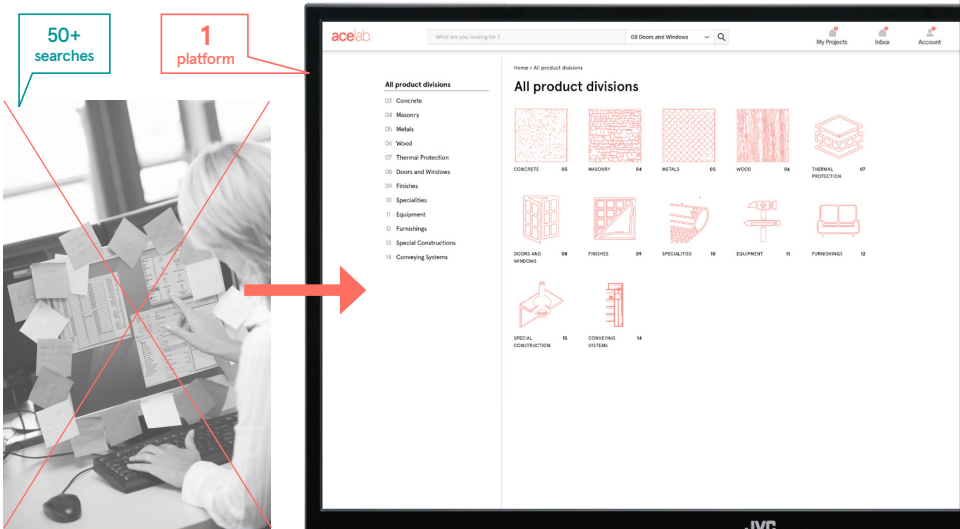 50+
searches
1
platform
acelab
What are you looking for ?
08 Doors and Windows
My Projects
Inbox
Account
Home > All product divisions
All product divisions
All product divisions
03 Concrete
04 Masonry
05 Metals
06 Wood
07 Thermal Protection
08 Doors and Windows
09 Finishes
10 Specialities
11 Equipment
12 Furnishings
13 Special Constructions
14 Conveying Systems
CONCRETE 03
MASONRY 04
METALS 05
WOOD 06
THERMAL 07
PROTECTION
DOORS AND 08
WINDOWS
FINISHES 09
SPECIALITIES 10
EQUIPMENT 11
FURNISHINGS 12
SPECIAL 13
CONSTRUCTION
CONVEYING 14
SYSTEMS
JVC